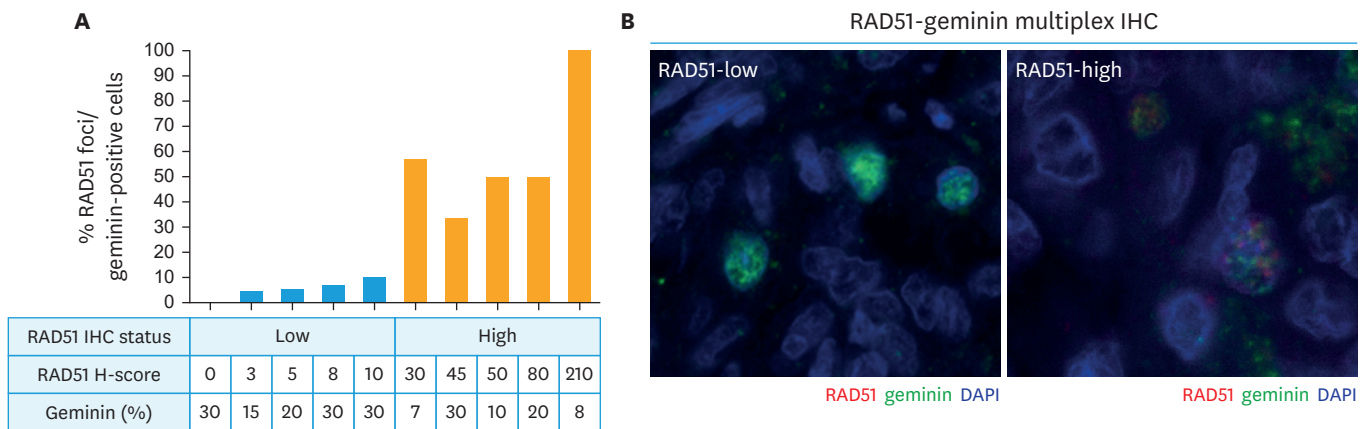 A
% RAD51 foci/
geminin-positive cells
100
90
80
70
60
50
40
30
20
10
0
RAD51 IHC status Low High
RAD51 H-score 0 3 5 8 10 30 45 50 80 210
Geminin (%) 30 15 20 30 30 7 30 10 20 8
B
RAD51-geminin multiplex IHC
RAD51-low RAD51-high
RAD51 geminin DAPI RAD51 geminin DAPI